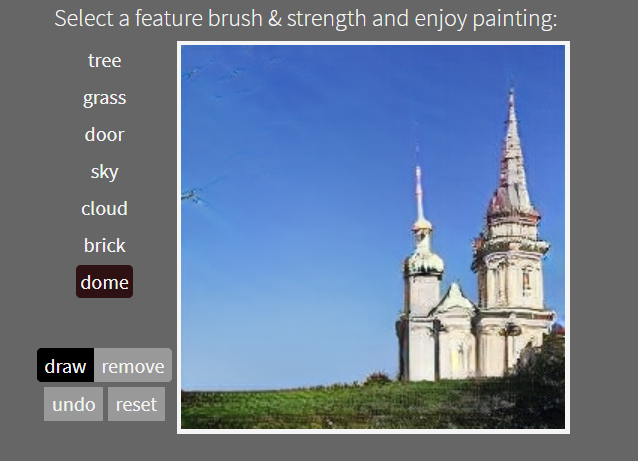 Select a feature brush & strength and enjoy painting:
tree
grass
door
sky
cloud
brick
dome
draw remove
undo reset